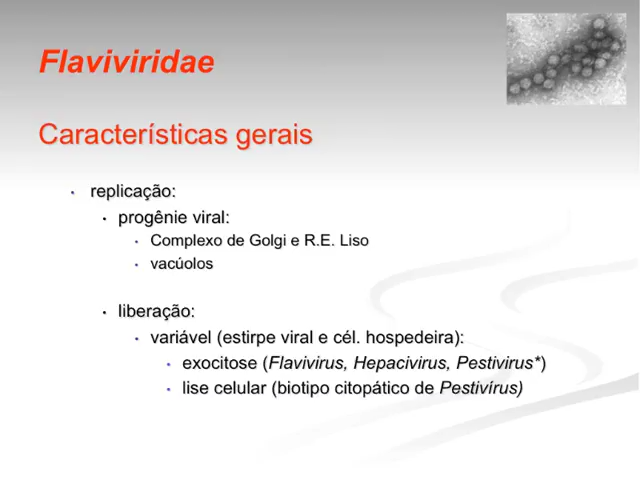 Flaviviridae
Características gerais
• replicação:
• progênie viral:
• Complexo de Golgi e R.E. Liso
• vacúolos
• liberação:
• variável (estirpe viral e cél. hospedeira):
• exocitose (Flavivirus, Hepacivirus, Pestivirus*)
• lise celular (biotipo citopático de Pestivírus)